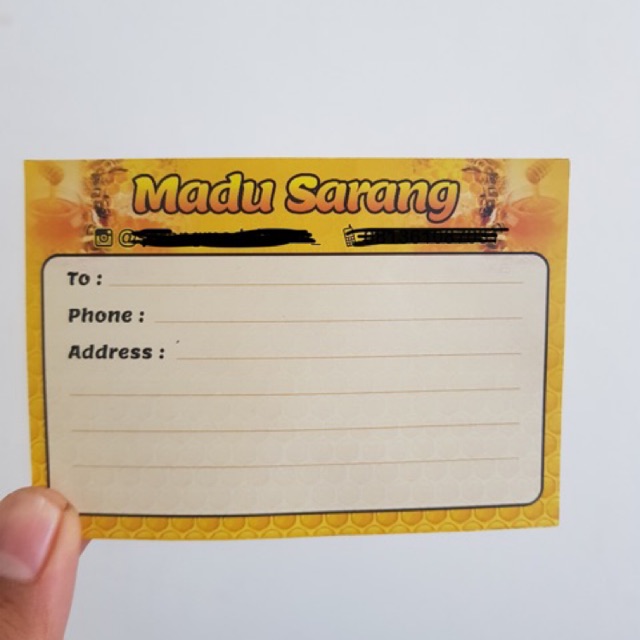 Madu Sarang
@
To :
Phone :
Address :